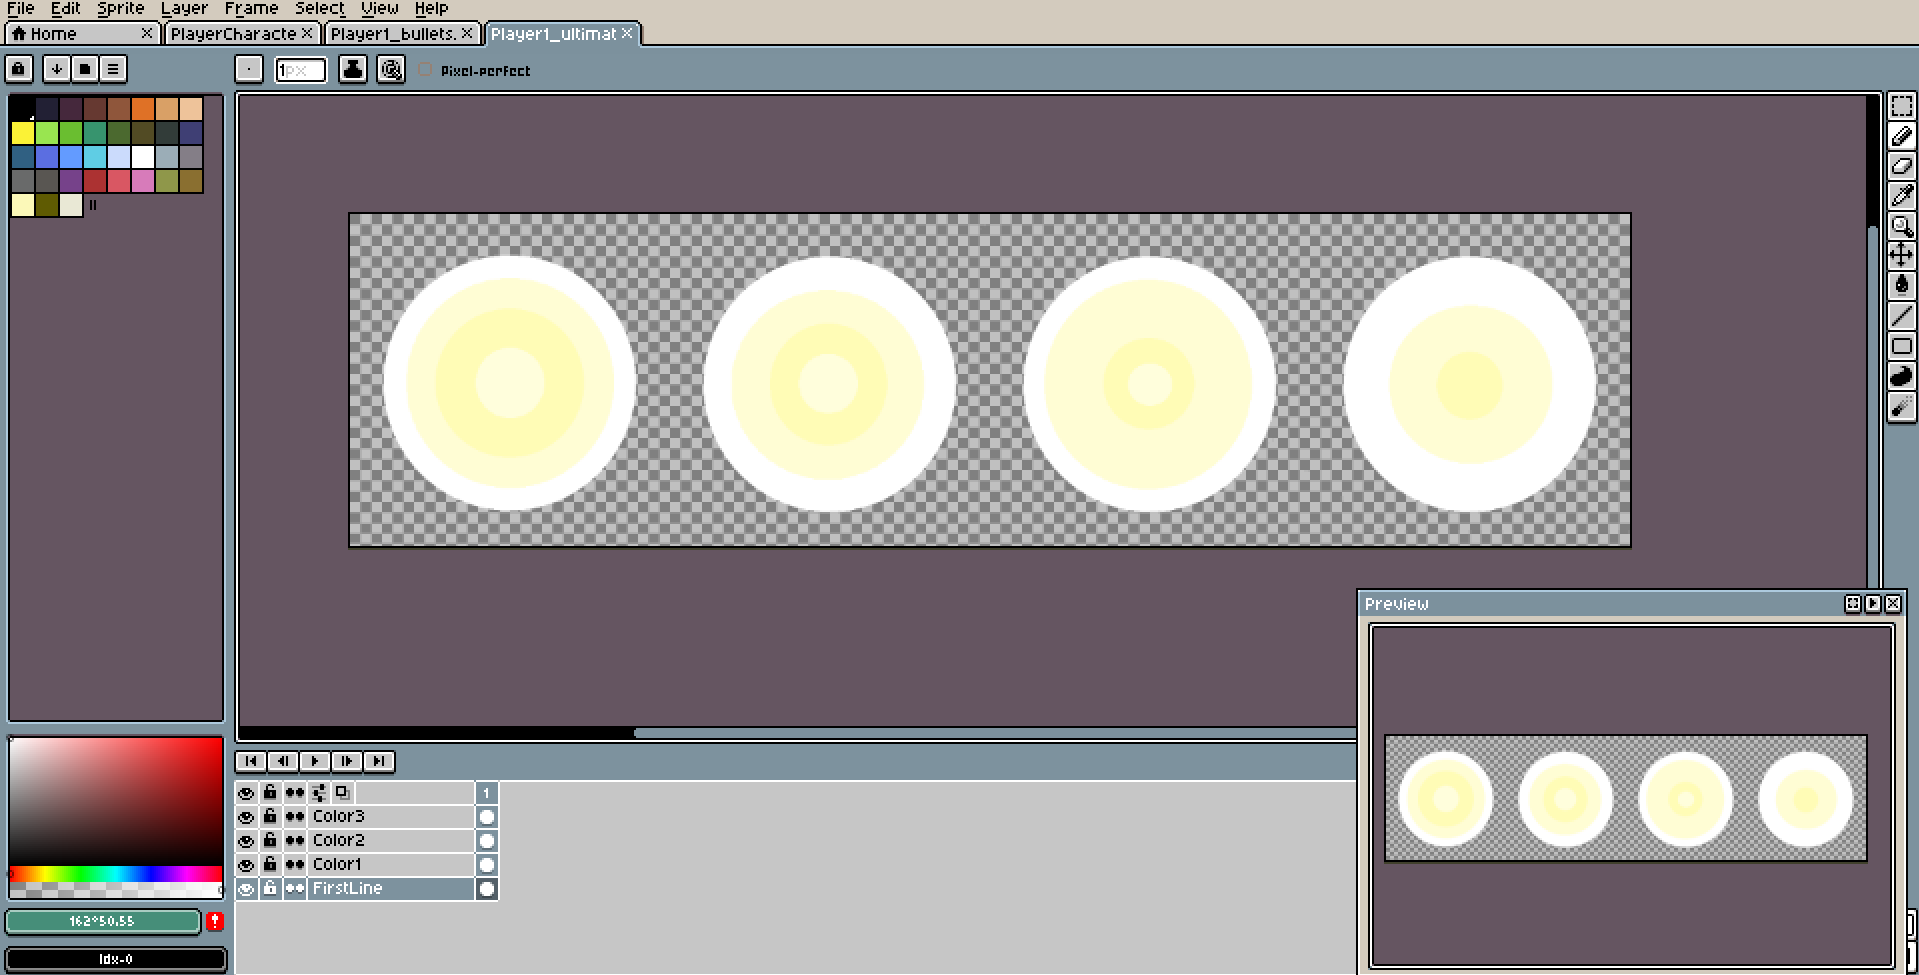 File Edit Sprite Layer Frame Select View Help
Home PlayerCharacte Player1_bullets. Player1_ultimat
1px Pixel-perfect
Preview
1
Color3
Color2
Color1
FirstLine
162°50.55
Idx-0